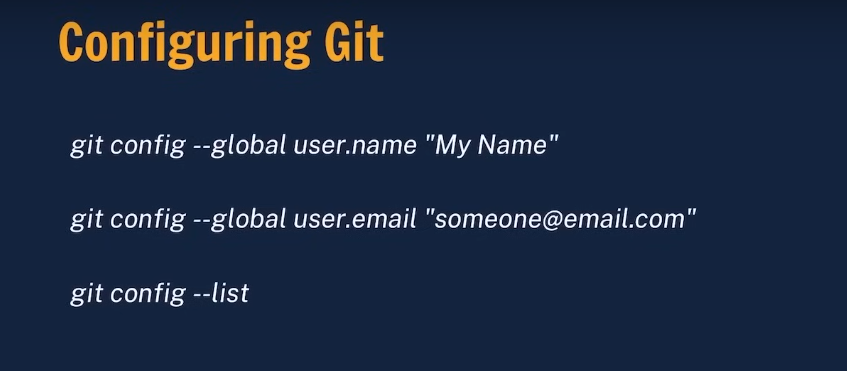 Configuring Git
git config --global user.name "My Name"
git config --global user.email "someone@email.com"
git config --list